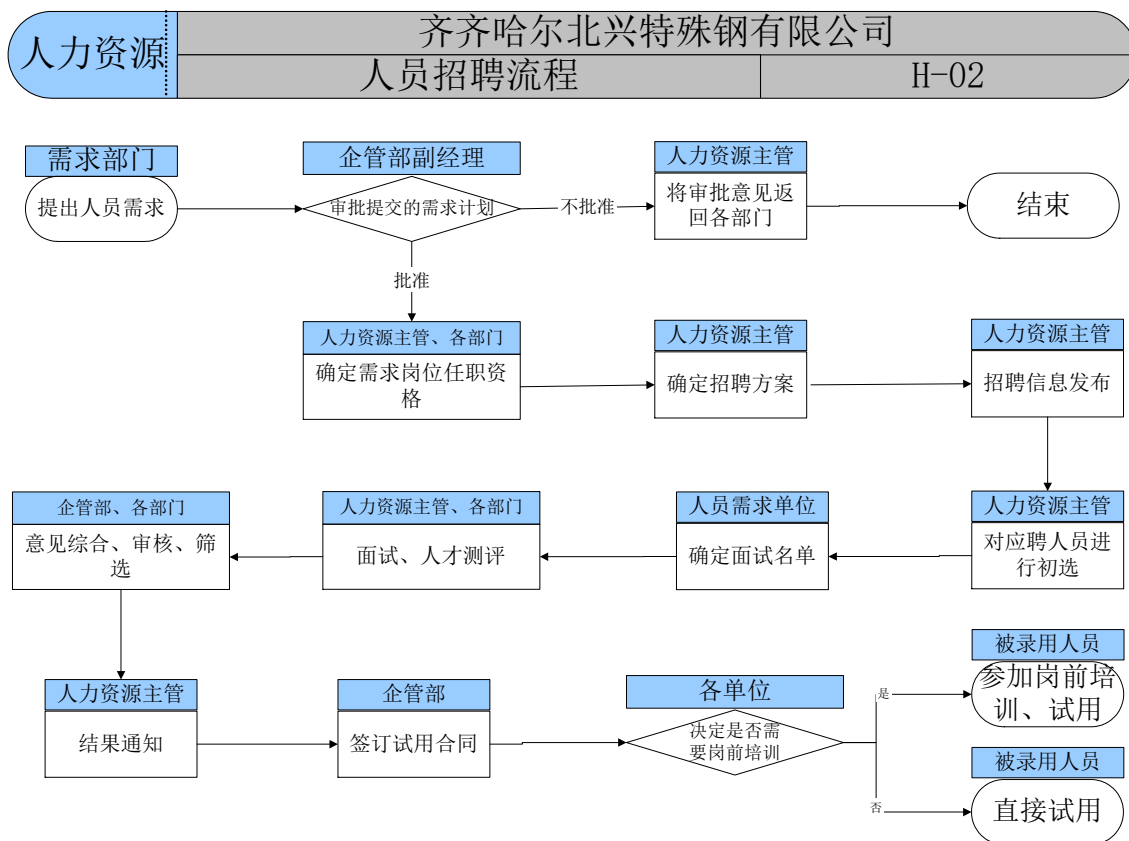 人力资源
齐齐哈尔北兴特殊钢有限公司
人员招聘流程
H-02
需求部门
提出人员需求
企管部副经理
审批提交的需求计划
不批准
人力资源主管
将审批意见返
回各部门
结束
批准
人力资源主管、各部门
确定需求岗位任职资
格
人力资源主管
确定招聘方案
人力资源主管
招聘信息发布
人力资源主管
对应聘人员进
行初选
人员需求单位
确定面试名单
人力资源主管、各部门
面试、人才测评
企管部、各部门
意见综合、审核、筛
选
人力资源主管
结果通知
企管部
签订试用合同
各单位
决定是否需
要岗前培训
是
被录用人员
参加岗前培
训、试用
否
被录用人员
直接试用